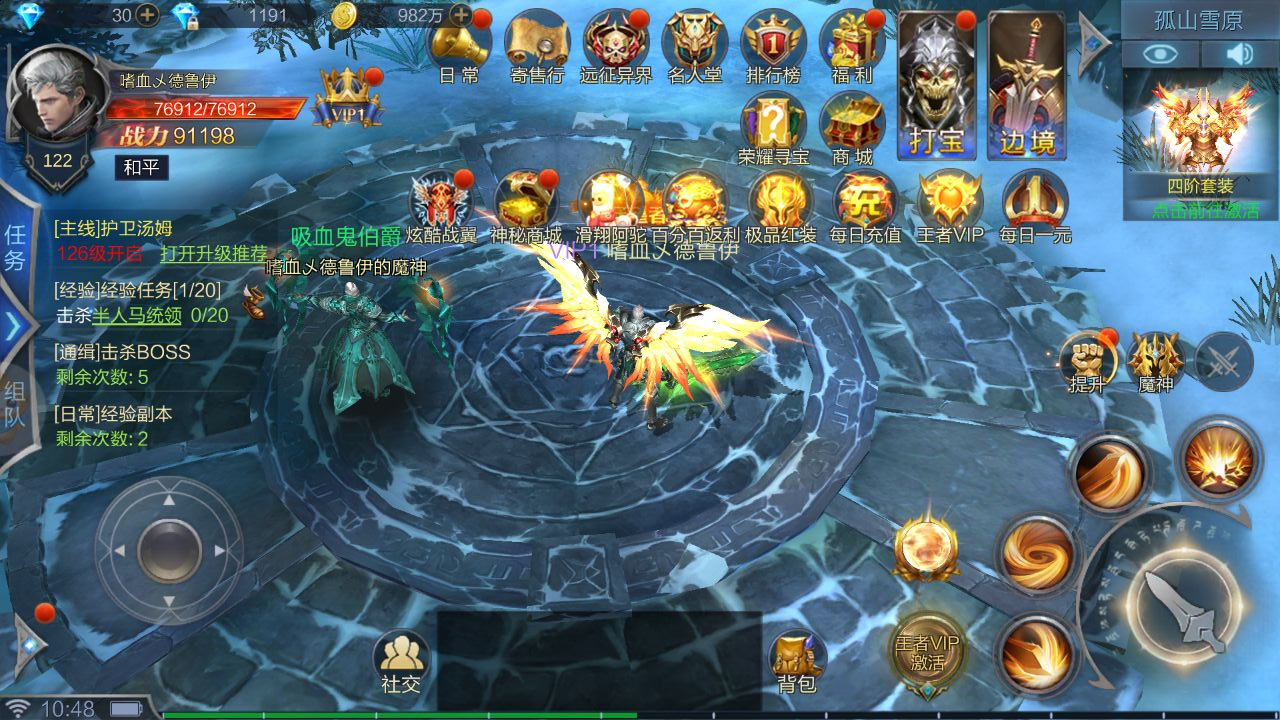 30
1191
982万
孤山雪原
嗜血乄德鲁伊
76912/76912
战力 91198
122
和平
VIP1
日常
寄售行
远征异界
名人堂
排行榜
福利
打宝
边境
荣耀寻宝
商城
四阶套装
点击前往激活
炫酷战翼
神秘商城
滑翔阿驼
百分百返利
极品红装
每日充值
王者VIP
每日一元
充
任务
[主线]护卫汤姆
126级开启 打开升级推荐
[经验]经验任务[1/20]
击杀半人马统领 0/20
[通缉]击杀BOSS
剩余次数: 5
[日常]经验副本
剩余次数: 2
组队
吸血鬼伯爵
嗜血乄德鲁伊的魔神
VIP1 嗜血乄德鲁伊
提升
魔神
王者VIP
激活
社交
背包
10:48